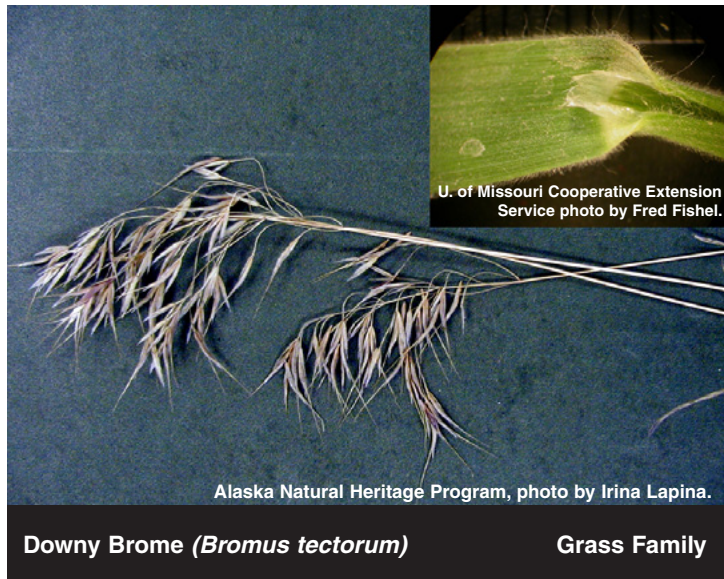 U. of Missouri Cooperative Extension
Service photo by Fred Fishel.
Alaska Natural Heritage Program, photo by Irina Lapina.
Downy Brome (Bromus tectorum) Grass Family